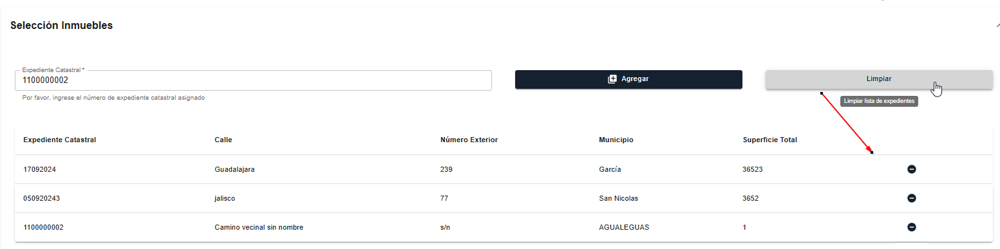 Selección Inmuebles
Expediente Catastral *
1100000002
Agregar
Limpiar
Por favor, ingrese el número de expediente catastral asignado
Limpiar lista de expedientes
Expediente Catastral Calle Número Exterior Municipio Superficie Total
17092024 Guadalajara 239 García 36523
050920243 jalisco 77 San Nicolas 3652
1100000002 Camino vecinal sin nombre s/n AGUALEGUAS 1